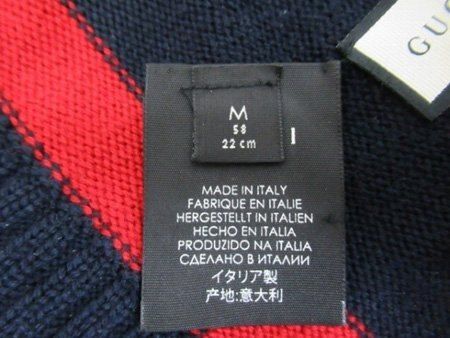 GUC
M
58
22 cm
I
MADE IN ITALY
FABRIQUE EN ITALIE
HERGESTELLT IN ITALIEN
HECHO EN ITALIA
PRODUZIDO NA ITALIA
СДЕЛАНО В ИТАЛИИ
イタリア製
产地:意大利